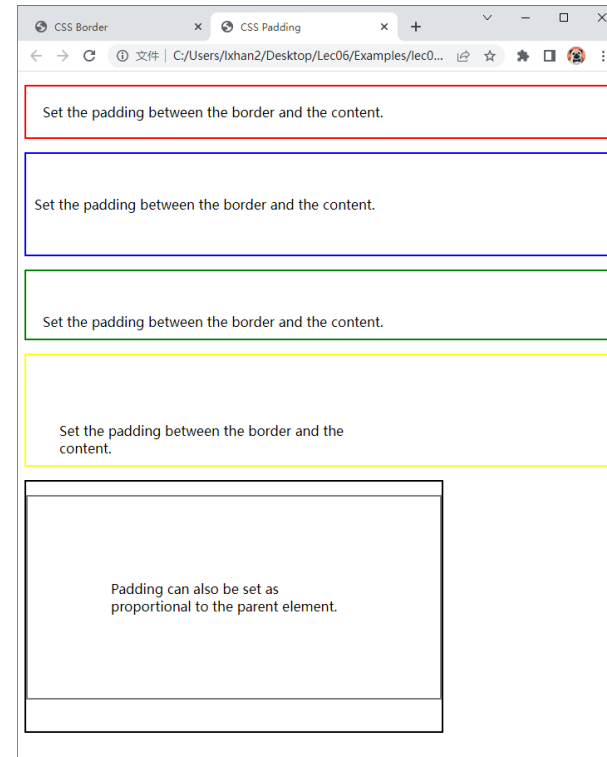 CSS Border
CSS Padding
文件 C:/Users/lxhan2/Desktop/Lec06/Examples/lec0...
Set the padding between the border and the content.
Set the padding between the border and the content.
Set the padding between the border and the content.
Set the padding between the border and the
content.
Padding can also be set as
proportional to the parent element.